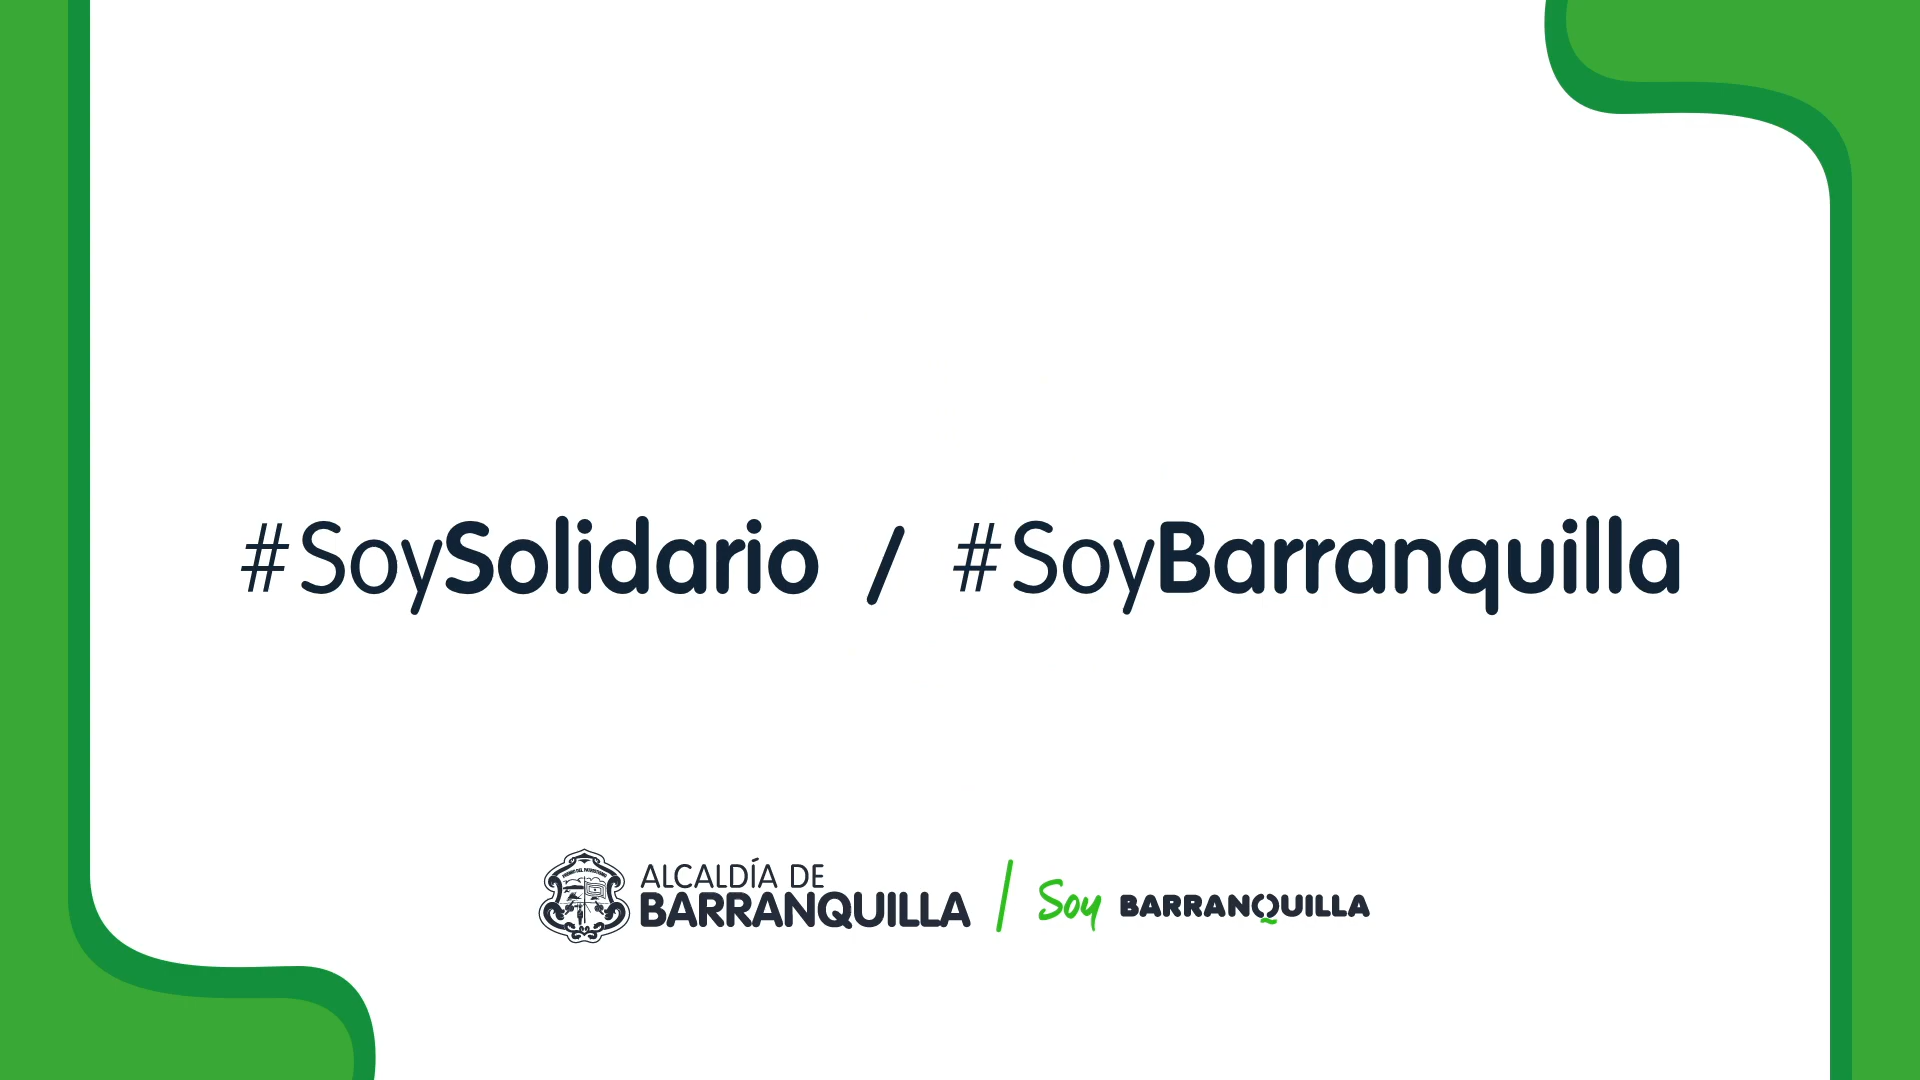 #SoySolidario / #SoyBarranquilla
ALCALDÍA DE
BARRANQUILLA
Soy BARRANQUILLA